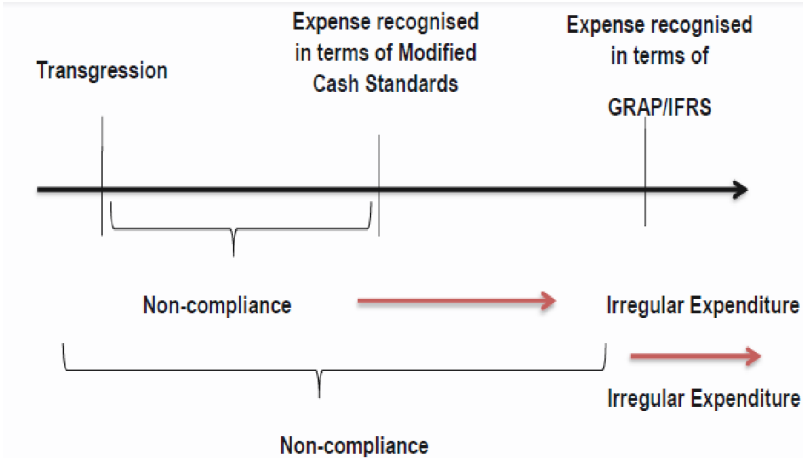 Transgression
Expense recognised
in terms of Modified
Cash Standards
Expense recognised
in terms of
GRAP/IFRS
Non-compliance
Irregular Expenditure
Irregular Expenditure
Non-compliance